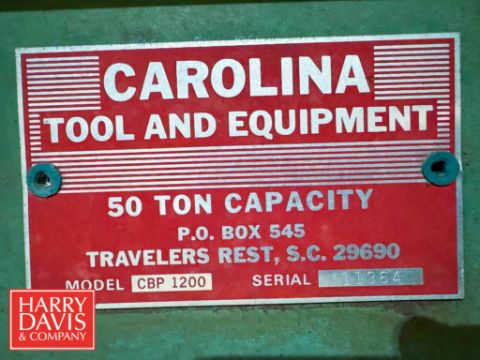 CAROLINA
TOOL AND EQUIPMENT
50 TON CAPACITY
P.O. BOX 545
TRAVELERS REST, S.C. 29690
MODEL CBP 1200 SERIAL 11364
HARRY
DAVIS
& COMPANY